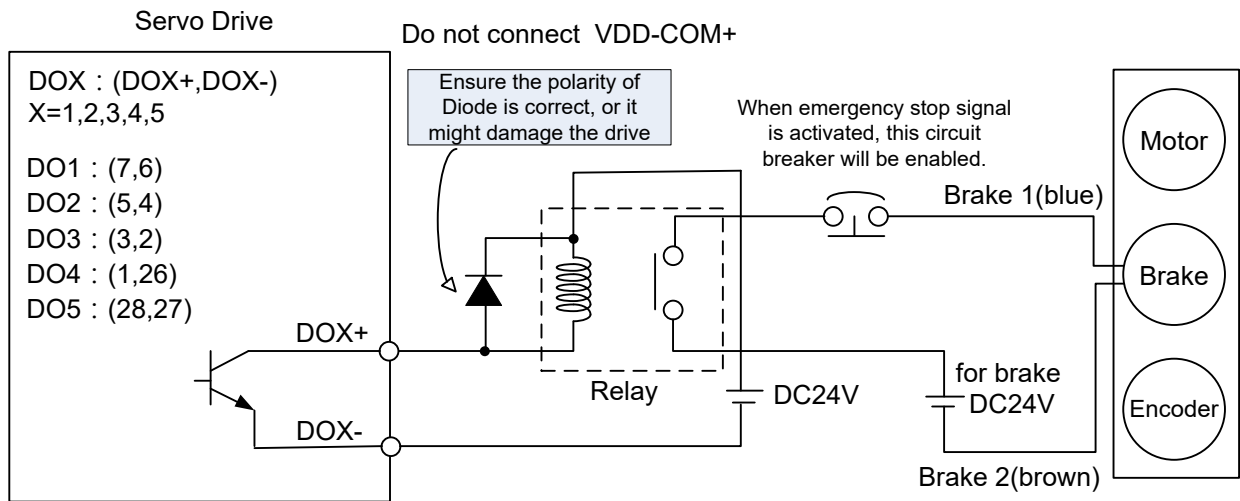 Servo Drive
Do not connect  VDD-COM+
DOX : (DOX+,DOX-)
X=1,2,3,4,5
DO1 : (7,6)
DO2 : (5,4)
DO3 : (3,2)
DO4 : (1,26)
DO5 : (28,27)
Ensure the polarity of
Diode is correct, or it
might damage the drive
When emergency stop signal
is activated, this circuit
breaker will be enabled.
Motor
Brake 1(blue)
Brake
DOX+
Relay
DC24V
for brake
DC24V
Encoder
DOX-
Brake 2(brown)